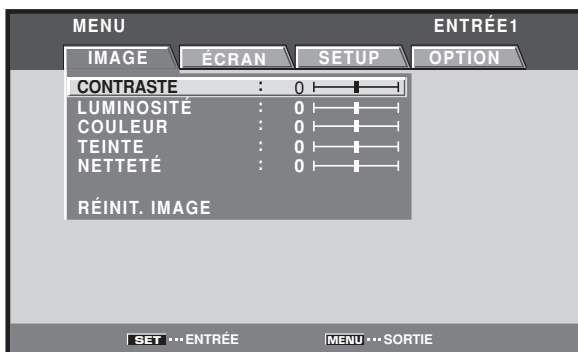 MENU ENTRÉE1
IMAGE ÉCRAN SETUP OPTION
CONTRASTE : 0
LUMINOSITÉ : 0
COULEUR : 0
TEINTE : 0
NETTETÉ : 0
RÉINIT. IMAGE
SET ··· ENTRÉE MENU ··· SORTIE